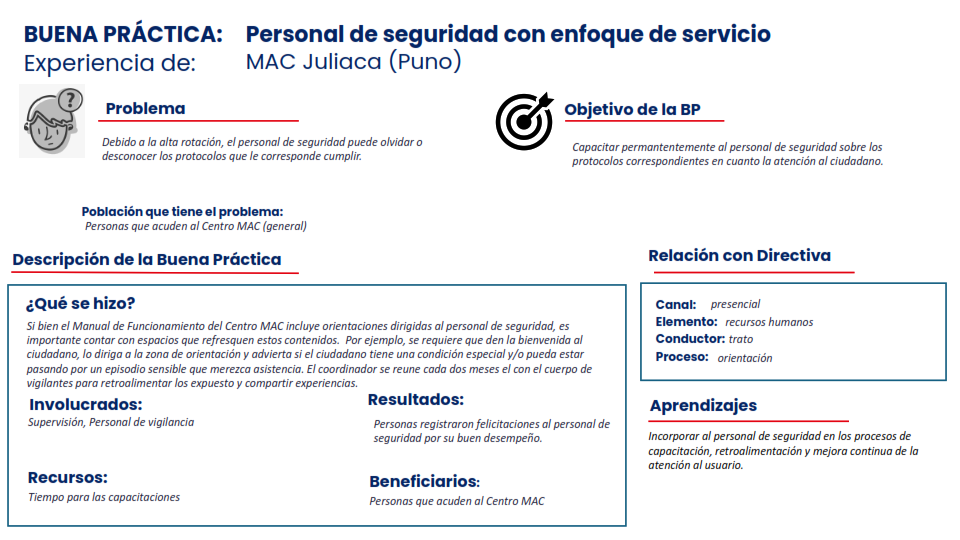 BUENA PRÁCTICA: Personal de seguridad con enfoque de servicio
Experiencia de: MAC Juliaca (Puno)
?
Problema
Debido a la alta rotación, el personal de seguridad puede olvidar o
desconocer los protocolos que le corresponde cumplir.
Objetivo de la BP
Capacitar permantentemente al personal de seguridad sobre los
protocolos correspondientes en cuanto la atención al ciudadano.
Población que tiene el problema:
Personas que acuden al Centro MAC (general)
Descripción de la Buena Práctica
¿Qué se hizo?
Si bien el Manual de Funcionamiento del Centro MAC incluye orientaciones dirigidas al personal de seguridad, es
importante contar con espacios que refresquen estos contenidos. Por ejemplo, se requiere que den la bienvenida al
ciudadano, lo diriga a la zona de orientación y advierta si el ciudadano tiene una condición especial y/o pueda estar
pasando por un episodio sensible que merezca asistencia. El coordinador se reune cada dos meses el con el cuerpo de
vigilantes para retroalimentar los expuesto y compartir experiencias.
Involucrados:
Supervisión, Personal de vigilancia
Resultados:
Personas registraron felicitaciones al personal de
seguridad por su buen desempeño.
Recursos:
Tiempo para las capacitaciones
Beneficiarios:
Personas que acuden al Centro MAC
Relación con Directiva
Canal: presencial
Elemento: recursos humanos
Conductor: trato
Proceso: orientación
Aprendizajes
Incorporar al personal de seguridad en los procesos de
capacitación, retroalimentación y mejora continua de la
atención al usuario.